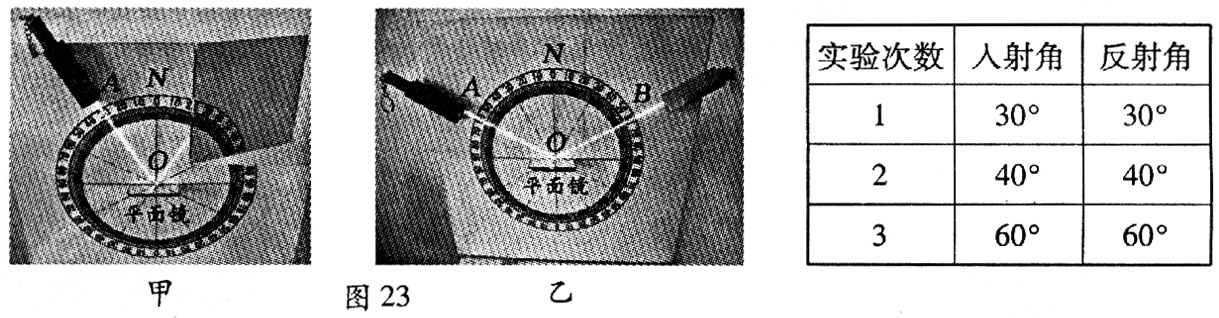 A N
O
平面镜
甲
A N B
O
平面镜
乙
图 23
实验次数 入射角 反射角
1 30° 30°
2 40° 40°
3 60° 60°